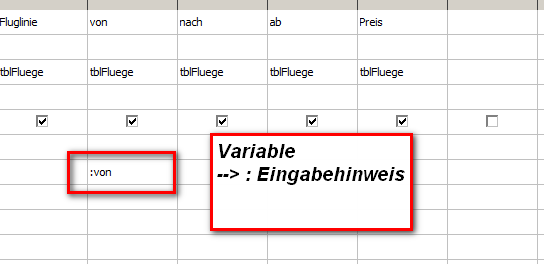 Fluglinie von nach ab Preis
tblFluege tblFluege tblFluege tblFluege tblFluege
:von
Variable
--> : Eingabehinweis